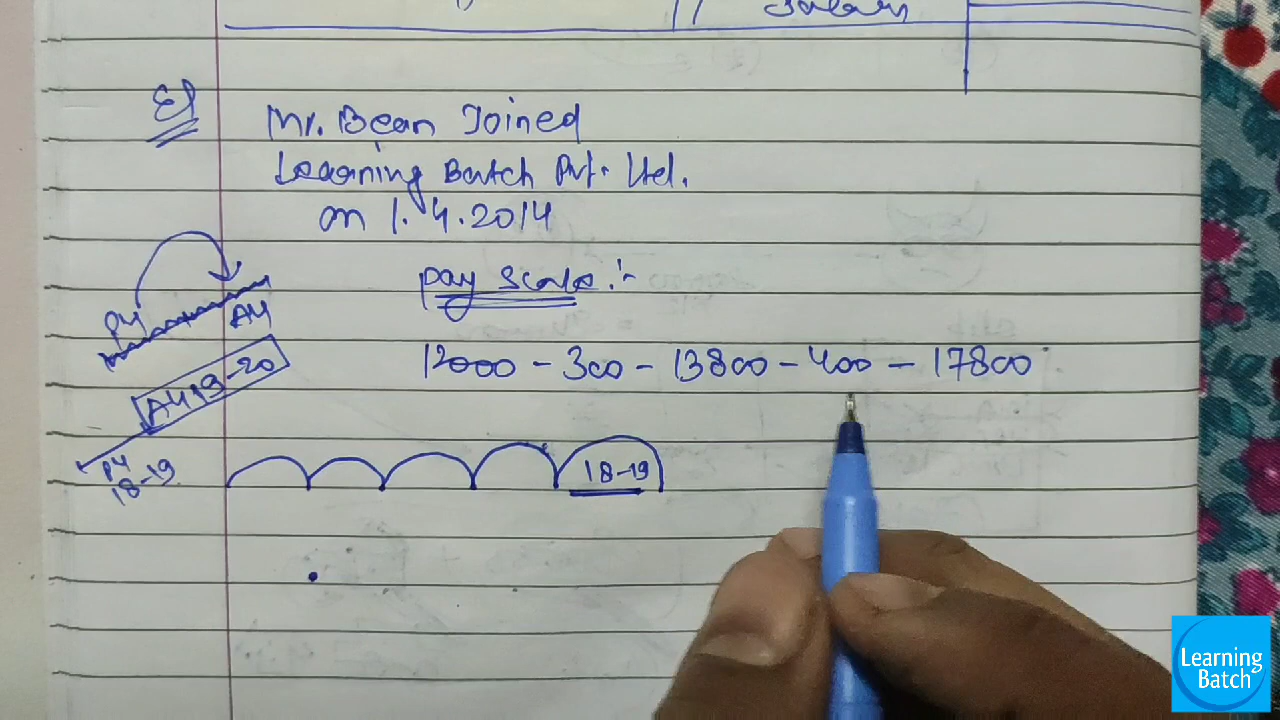 Salary
Eg
Mr. Bean Joined
Learning Batch Pvt. Ltd.
on 1.4.2014
pay scale :-
PY
AY
12000 - 300 - 13800 - 400 - 17800
AY 19-20
PY
18-19
18-19
Learning
Batch